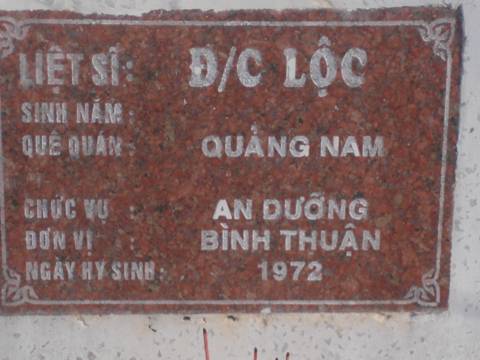 LIỆT SĨ: Đ/C LỘC
SINH NĂM :
QUÊ QUÁN : QUẢNG NAM
CHỨC VỤ : AN DƯỠNG
ĐƠN VỊ : BÌNH THUẬN
NGÀY HY SINH : 1972